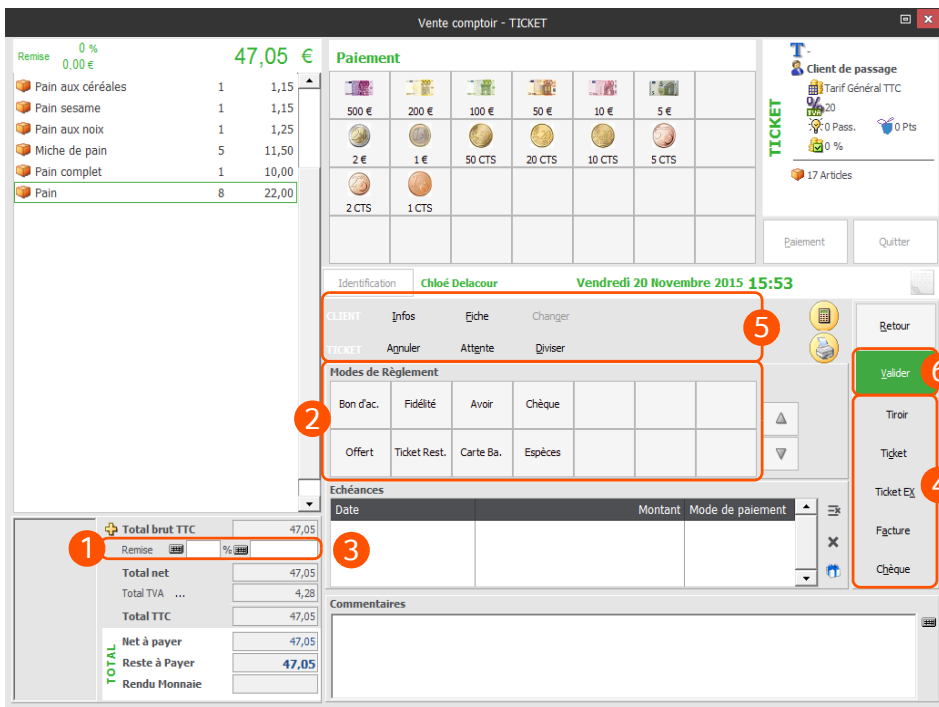 Vente comptoir - TICKET
Remise 0 % 47,05 €
0,00 €
Pain aux céréales 1 1,15
Pain sesame 1 1,15
Pain aux noix 1 1,25
Miche de pain 5 11,50
Pain complet 1 10,00
Pain 8 22,00
Paiement
500 € 200 € 100 € 50 € 10 € 5 €
2 € 1 € 50 CTS 20 CTS 10 CTS 5 CTS
2 CTS 1 CTS
TICKET
T -
Client de passage
Tarif Général TTC
20
0 Pass. 0 Pts
0 %
17 Articles
Paiement Quitter
Identification Chloé Delacour Vendredi 20 Novembre 2015 15:53
CLIENT Infos Fiche Changer
TICKET Annuler Attente Diviser
5
Modes de Règlement
2
Bon d'ac. Fidélité Avoir Chèque
Offert Ticket Rest. Carte Ba. Espèces
Retour
Valider 6
Tiroir
Ticket
Ticket EX 4
Facture
Chèque
Echéances
Date Montant Mode de paiement
3
Commentaires
Total brut TTC 47,05
1 Remise %
Total net 47,05
Total TVA ... 4,28
Total TTC 47,05
TOTAL
Net à payer 47,05
Reste à Payer 47,05
Rendu Monnaie